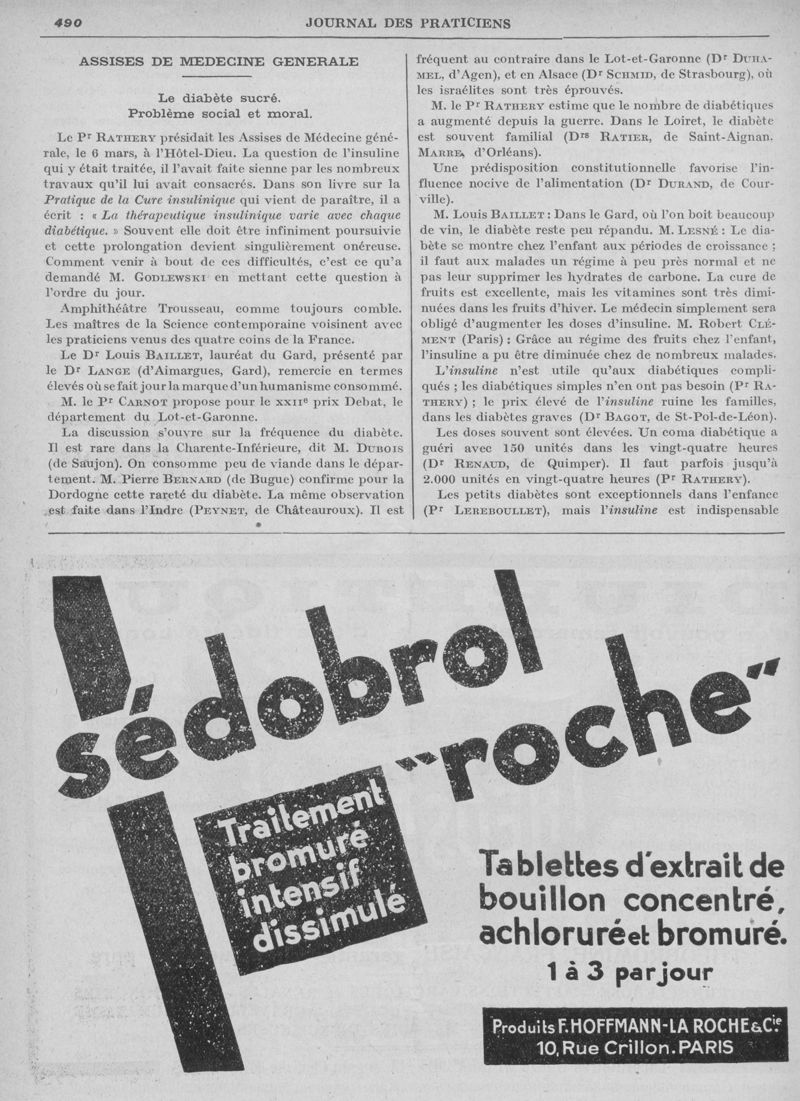 490
JOURNAL DES PRATICIENS
ASSISES DE MEDECINE GENERALE
Le diabète sucré.
Problème social et moral.
Le Pr RATHERY présidait les Assises de Médecine géné-
rale, le 6 mars, à l'Hôtel-Dieu. La question de l'insuline
qui y était traitée, il l'avait faite sienne par les nombreux
travaux qu'il lui avait consacrés. Dans son livre sur la
Pratique de la Cure insulinique qui vient de paraître, il a
écrit : « La thérapeutique insulinique varie avec chaque
diabétique. » Souvent elle doit être infiniment poursuivie
et cette prolongation devient singulièrement onéreuse.
Comment venir à bout de ces difficultés, c'est ce qu'a
demandé M. GODLEWSKI en mettant cette question à
l'ordre du jour.
Amphithéâtre Trousseau, comme toujours comble.
Les maîtres de la Science contemporaine voisinent avec
les praticiens venus des quatre coins de la France.
Le Dr Louis BAILLET, lauréat du Gard, présenté par
le Dr LANGE (d'Aimargues, Gard), remercie en termes
élevés où se fait jour la marque d'un humanisme consommé.
M. le Pr CARNOT propose pour le XXIIe prix Debat, le
département du Lot-et-Garonne.
La discussion s'ouvre sur la fréquence du diabète.
Il est rare dans la Charente-Inférieure, dit M. DUBOIS
(de Saujon). On consomme peu de viande dans le dépar-
tement. M. Pierre BERNARD (de Bugue) confirme pour la
Dordogne cette rareté du diabète. La même observation
est faite dans l'Indre (PEYNET, de Châteauroux). Il est
fréquent au contraire dans le Lot-et-Garonne (Dr DUHA-
MEL, d'Agen), et en Alsace (Dr SCHMID, de Strasbourg), où
les israélites sont très éprouvés.
M. le Pr RATHERY estime que le nombre de diabétiques
a augmenté depuis la guerre. Dans le Loiret, le diabète
est souvent familial (Drs RATIER, de Saint-Aignan.
MARRE, d'Orléans).
Une prédisposition constitutionnelle favorise l'in-
fluence nocive de l'alimentation (Dr DURAND, de Cour-
ville).
M. Louis BAILLET : Dans le Gard, où l'on boit beaucoup
de vin, le diabète reste peu répandu. M. LESNÉ : Le dia-
bète se montre chez l'enfant aux périodes de croissance ;
il faut aux malades un régime à peu près normal et ne
pas leur supprimer les hydrates de carbone. La cure de
fruits est excellente, mais les vitamines sont très dimi-
nuées dans les fruits d'hiver. Le médecin simplement sera
obligé d'augmenter les doses d'insuline. M. Robert CLÉ-
MENT (Paris) : Grâce au régime des fruits chez l'enfant,
l'insuline a pu être diminuée chez de nombreux malades.
L'insuline n'est utile qu'aux diabétiques compli-
qués ; les diabétiques simples n'en ont pas besoin (Pr RA-
THERY) ; le prix élevé de l'insuline ruine les familles,
dans les diabètes graves (Dr BAGOT, de St-Pol-de-Léon).
Les doses souvent sont élevées. Un coma diabétique a
guéri avec 150 unités dans les vingt-quatre heures
(Dr RENAUD, de Quimper). Il faut parfois jusqu'à
2.000 unités en vingt-quatre heures (Pr RATHERY).
Les petits diabètes sont exceptionnels dans l'enfance
(Pr LEREBOULLET), mais l'insuline est indispensable
sédobrol
"roche"
Traitement
bromuré
intensif
dissimulé
Tablettes d'extrait de
bouillon concentré,
achloruré et bromuré.
1 à 3 par jour
Produits F. HOFFMANN-LA ROCHE & Cie
10, Rue Crillon. PARIS